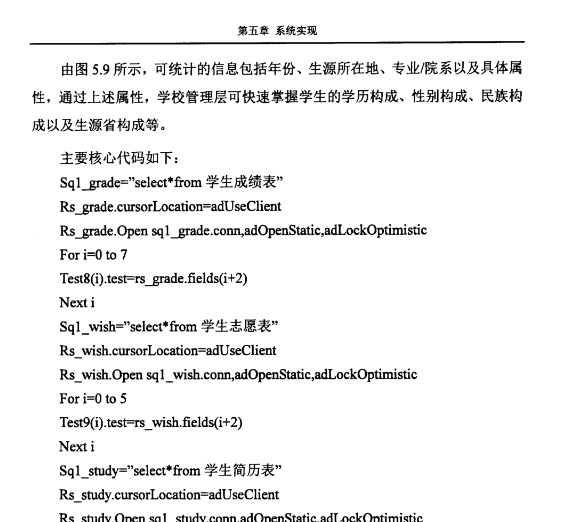 第五章 系统实现
由图 5.9 所示，可统计的信息包括年份、生源所在地、专业/院系以及具体属
性，通过上述属性，学校管理层可快速掌握学生的学历构成、性别构成、民族构
成以及生源省构成等。
主要核心代码如下：
Sq1_grade=”select*from 学生成绩表”
Rs_grade.cursorLocation=adUseClient
Rs_grade.Open sq1_grade.conn,adOpenStatic,adLockOptimistic
For i=0 to 7
Test8(i).test=rs_grade.fields(i+2)
Next i
Sq1_wish=”select*from 学生志愿表”
Rs_wish.cursorLocation=adUseClient
Rs_wish.Open sq1_wish.conn,adOpenStatic,adLockOptimistic
For i=0 to 5
Test9(i).test=rs_wish.fields(i+2)
Next i
Sq1_study=”select*from 学生简历表”
Rs_study.cursorLocation=adUseClient
Rs_study.Open sq1_study.conn,adOpenStatic,adLockOptimistic